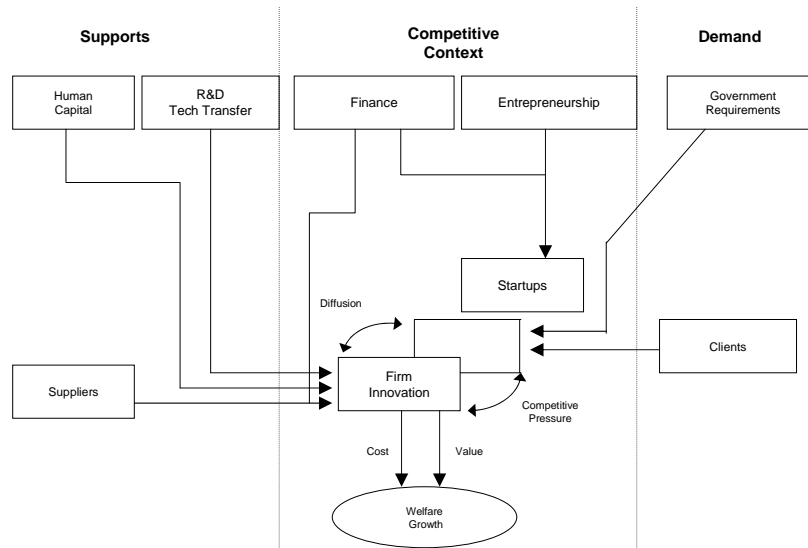 Supports
Competitive
Context
Demand
Human
Capital
R&D
Tech Transfer
Finance
Entrepreneurship
Government
Requirements
Startups
Diffusion
Clients
Suppliers
Firm
Innovation
Competitive
Pressure
Cost
Value
Welfare
Growth